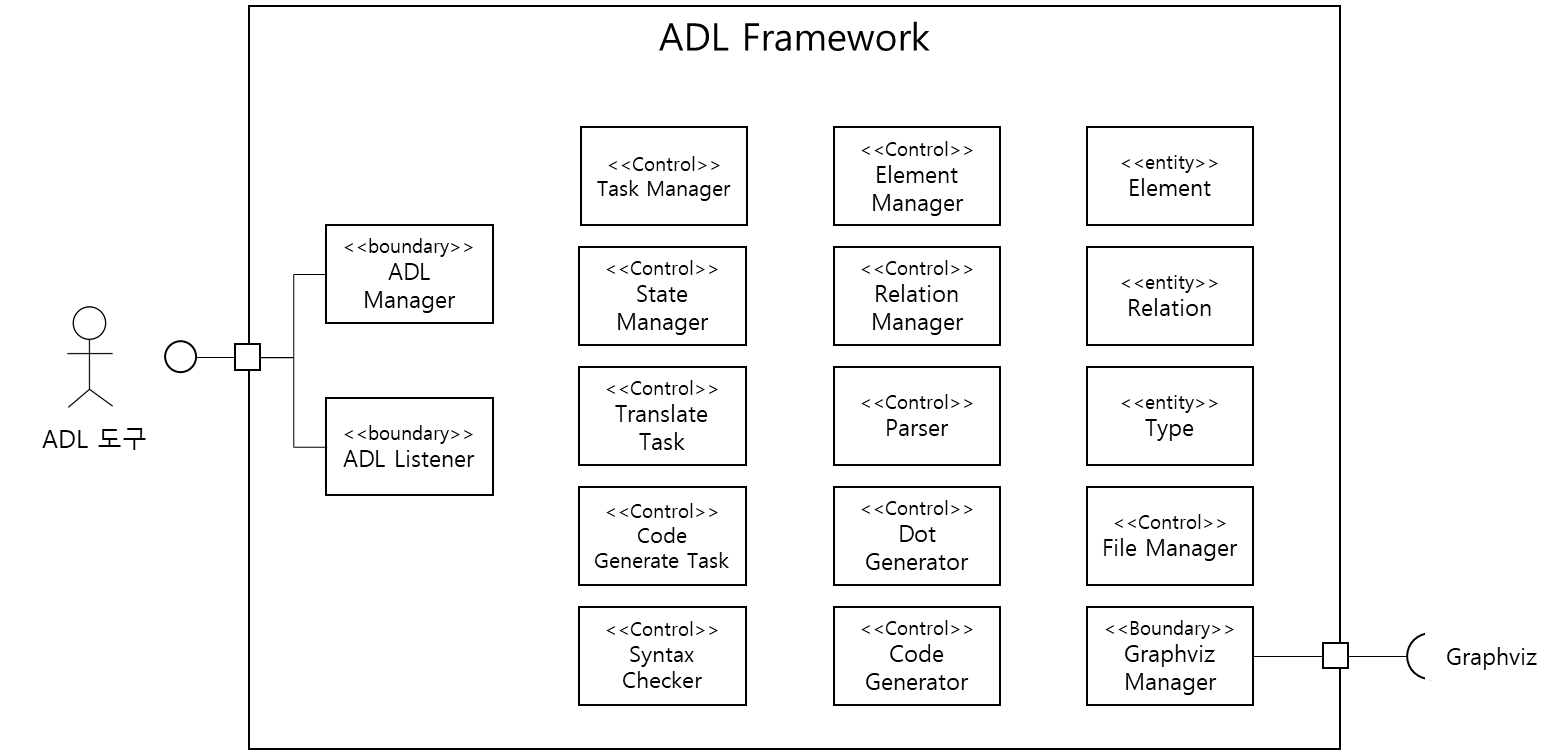 ADL Framework
<<Control>>
Task Manager
<<Control>>
Element
Manager
<<entity>>
Element
<<boundary>>
ADL
Manager
<<Control>>
State
Manager
<<Control>>
Relation
Manager
<<entity>>
Relation
ADL 도구
<<boundary>>
ADL Listener
<<Control>>
Translate
Task
<<Control>>
Parser
<<entity>>
Type
<<Control>>
Code
Generate Task
<<Control>>
Dot
Generator
<<Control>>
File Manager
<<Control>>
Syntax
Checker
<<Control>>
Code
Generator
<<Boundary>>
Graphviz
Manager
Graphviz